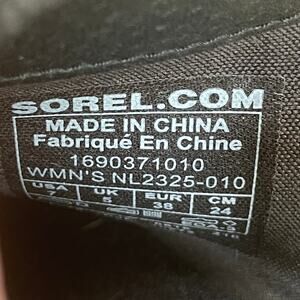 SOREL.COM
MADE IN CHINA
Fabriqué En Chine
1690371010
WMN'S NL2325-010
USA UK EUR CM
7 5 38 24